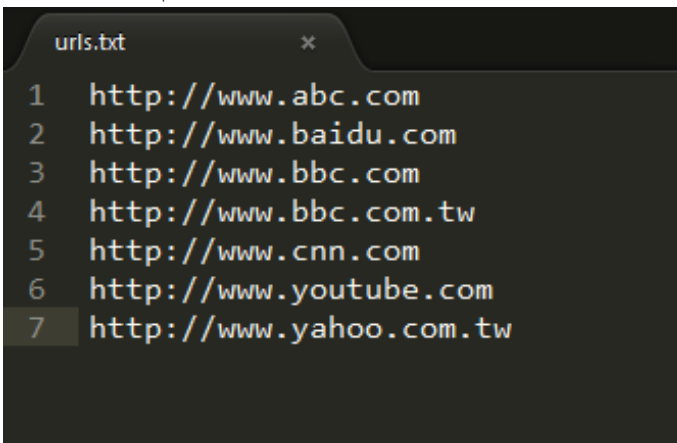 urls.txt ×
1 http://www.abc.com
2 http://www.baidu.com
3 http://www.bbc.com
4 http://www.bbc.com.tw
5 http://www.cnn.com
6 http://www.youtube.com
7 http://www.yahoo.com.tw